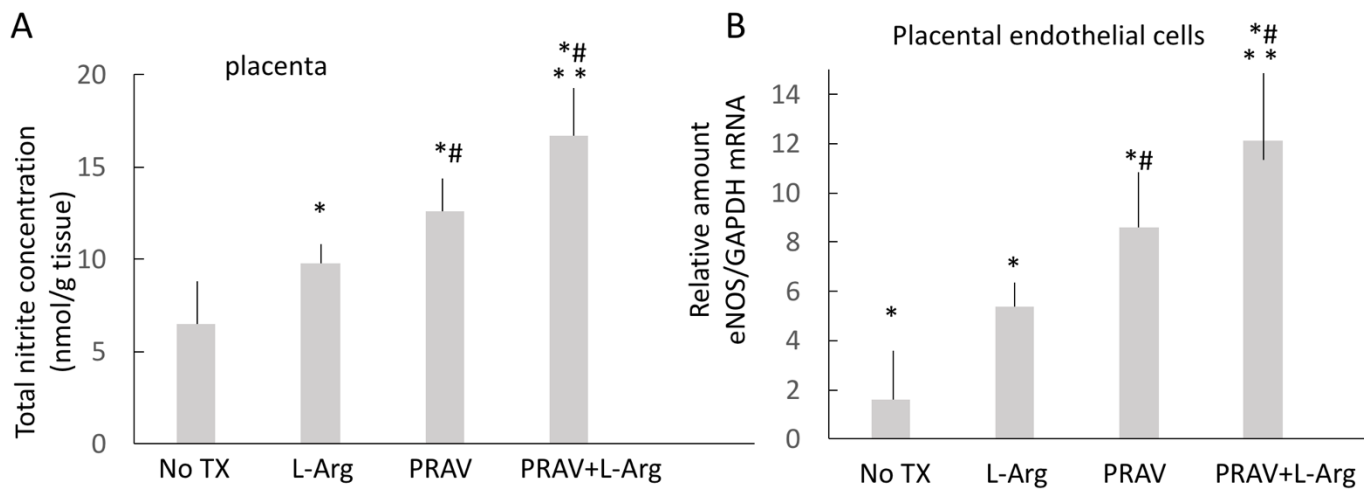 A
placenta
Total nitrite concentration
(nmol/g tissue)
20
15
10
5
0
*
*#
*#
**
No TX
L-Arg
PRAV
PRAV+L-Arg
B
Placental endothelial cells
Relative amount
eNOS/GAPDH mRNA
14
12
10
8
6
4
2
0
*
*
*#
*#
**
No TX
L-Arg
PRAV
PRAV+L-Arg